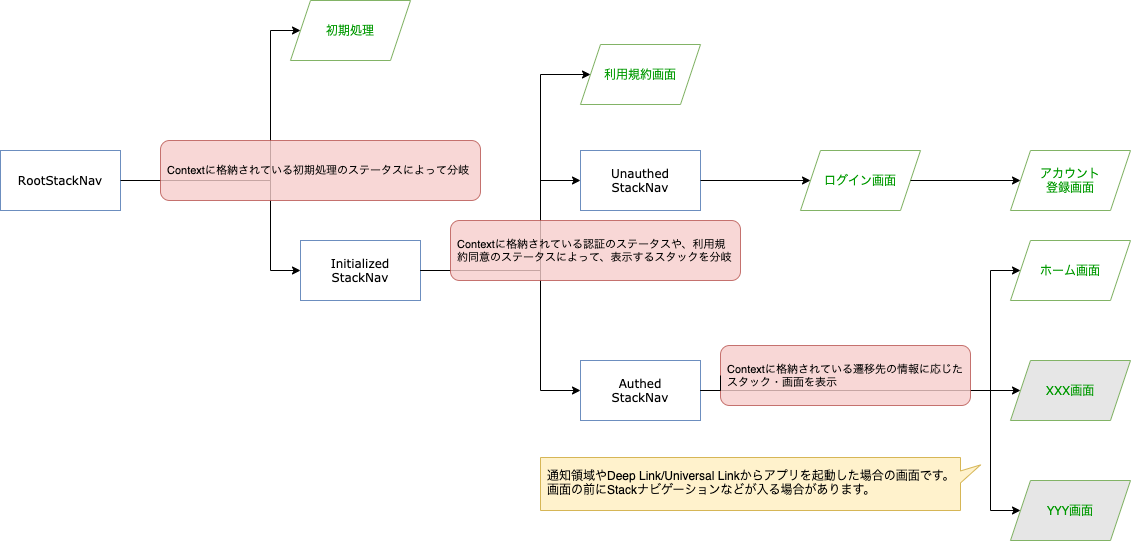 初期処理
利用規約画面
RootStackNav
Contextに格納されている初期処理のステータスによって分岐
Unauthed
StackNav
ログイン画面
アカウント
登録画面
Initialized
StackNav
Contextに格納されている認証のステータスや、利用規
約同意のステータスによって、表示するスタックを分岐
ホーム画面
Authed
StackNav
Contextに格納されている遷移先の情報に応じた
スタック・画面を表示
XXX画面
通知領域やDeep Link/Universal Linkからアプリを起動した場合の画面です。
画面の前にStackナビゲーションなどが入る場合があります。
YYY画面